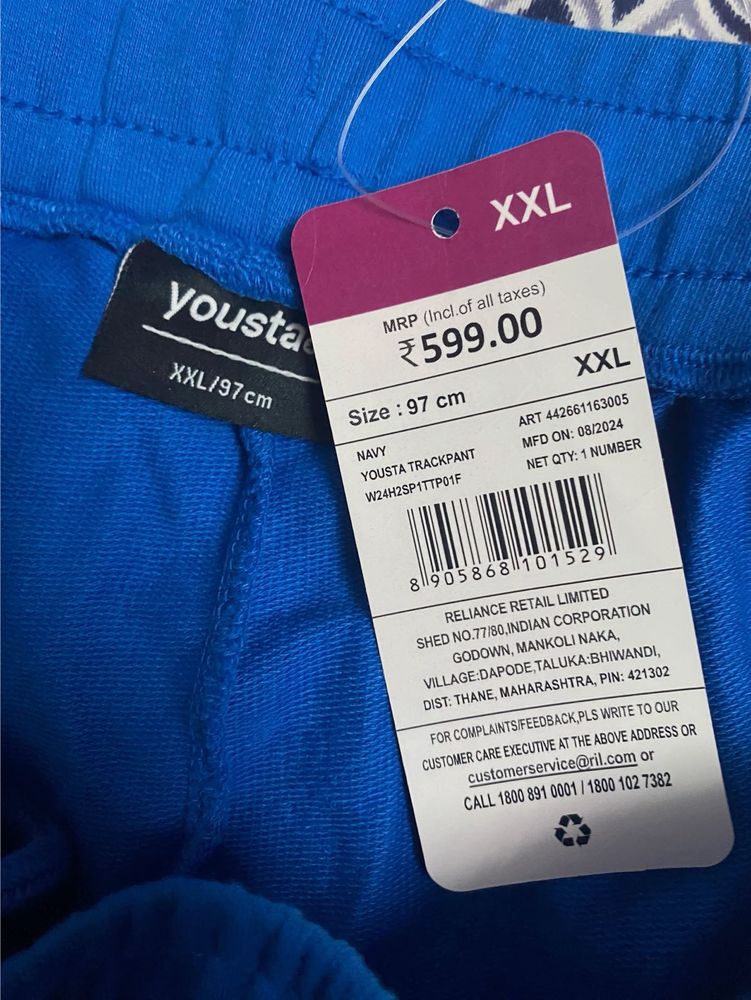 yousta
XXL/97cm
XXL
MRP (Incl.of all taxes)
₹599.00
XXL
Size : 97 cm
NAVY
YOUSTA TRACKPANT
W24H2SP1TTP01F
ART 442661163005
MFD ON: 08/2024
NET QTY: 1 NUMBER
8 905868 101529
RELIANCE RETAIL LIMITED
SHED NO.77/80,INDIAN CORPORATION
GODOWN, MANKOLI NAKA,
VILLAGE:DAPODE,TALUKA:BHIWANDI,
DIST: THANE, MAHARASHTRA, PIN: 421302
FOR COMPLAINTS/FEEDBACK,PLS WRITE TO OUR
CUSTOMER CARE EXECUTIVE AT THE ABOVE ADDRESS OR
customerservice@ril.com or
CALL 1800 891 0001 / 1800 102 7382